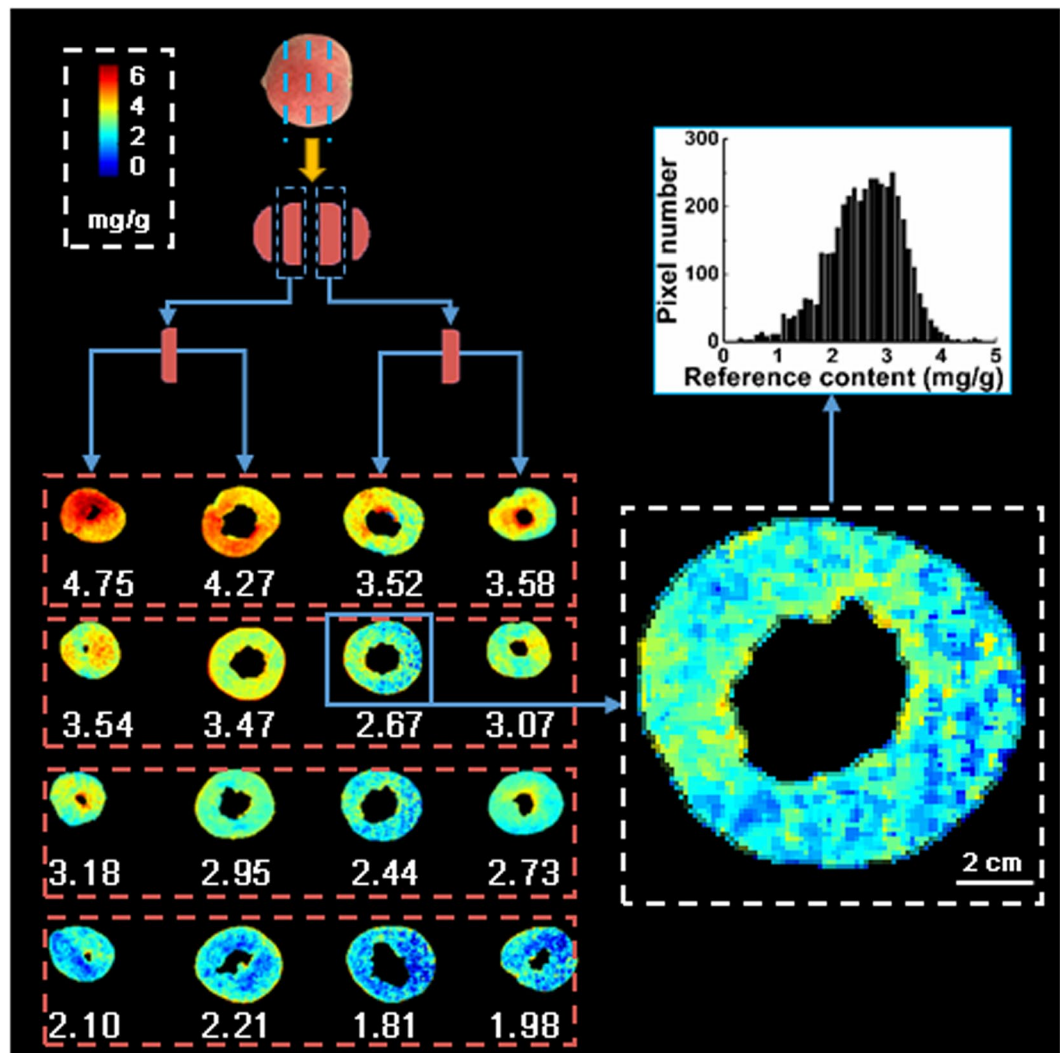 6
4
2
0
mg/g
300
200
100
0
Pixel number
0 1 2 3 4 5
Reference content (mg/g)
4.75 4.27 3.52 3.58
3.54 3.47 2.67 3.07
3.18 2.95 2.44 2.73
2.10 2.21 1.81 1.98
2 cm